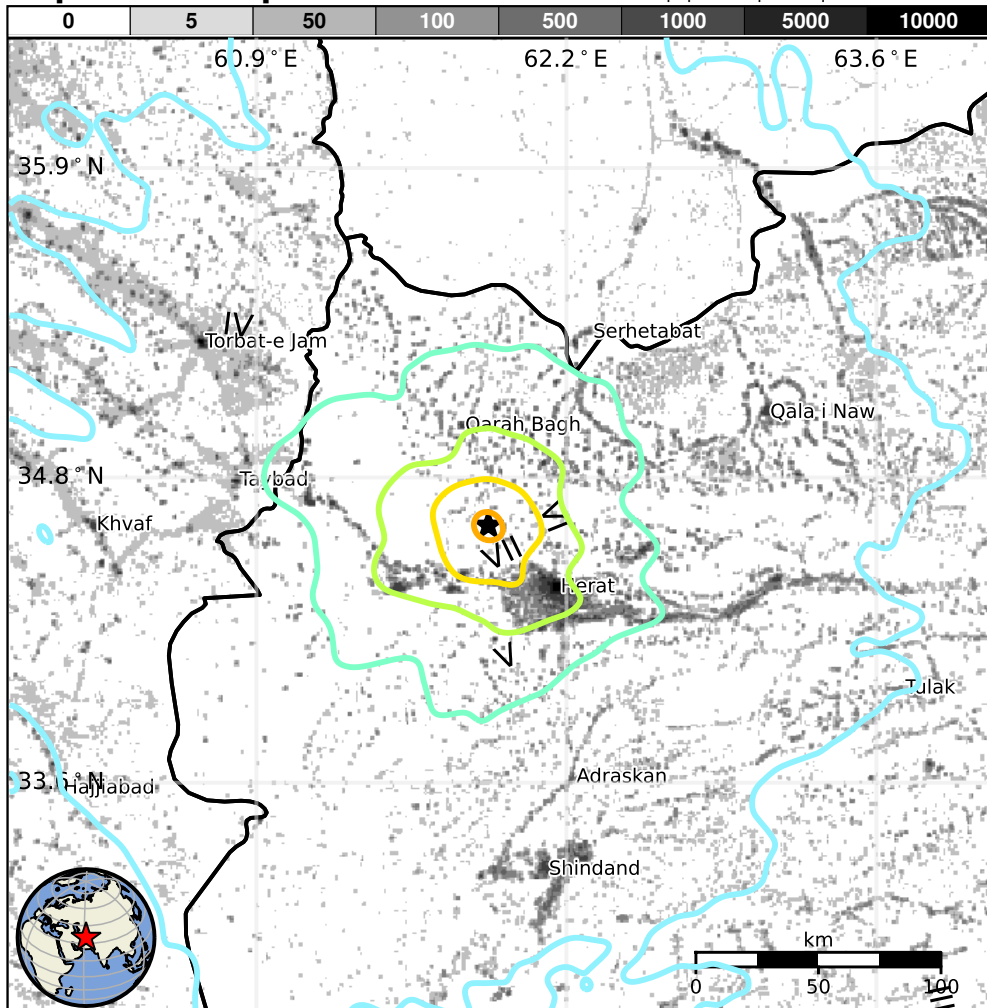 0 5 50 100 500 1000 5000 10000
60.9°E 62.2°E 63.6°E
35.9°N
IV
Torbat-e Jam
Serhetabat
Qala i Naw
Qarah Bagh
34.8°N
Taybad
Khvaf
VI
VII
Herat
V
Tulak
33.6°N
Hajjiabad
Adraskan
Shindand
km
0 50 100